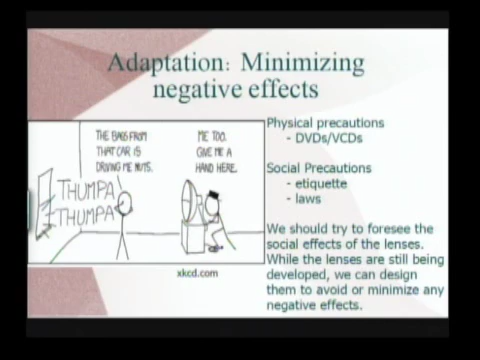 Adaptation: Minimizing
negative effects
THE BASS FROM
THAT CAR IS
DRIVING ME NUTS.
ME TOO.
GIVE ME A
HAND HERE.
THUMPA
THUMPA
xkcd.com
Physical precautions
- DVDs/VCDs
Social Precautions
- etiquette
- laws
We should try to foresee the
social effects of the lenses.
While the lenses are still being
developed, we can design
them to avoid or minimize any
negative effects.